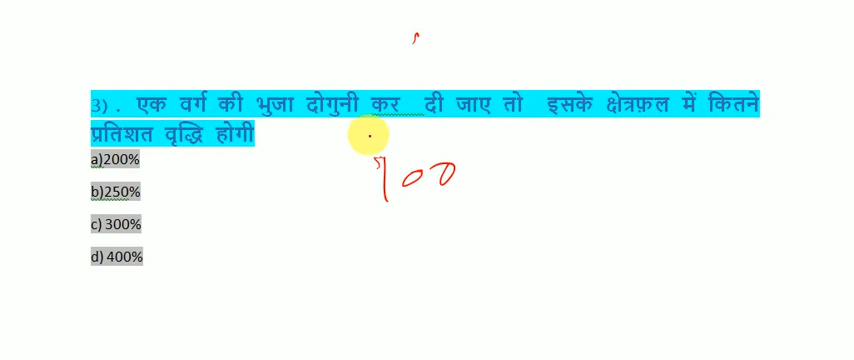 3) . एक वर्ग की भुजा दोगुनी कर दी जाए तो इसके क्षेत्रफ़ल में कितने
प्रतिशत वृद्धि होगी
a)200%
100
b)250%
c) 300%
d) 400%